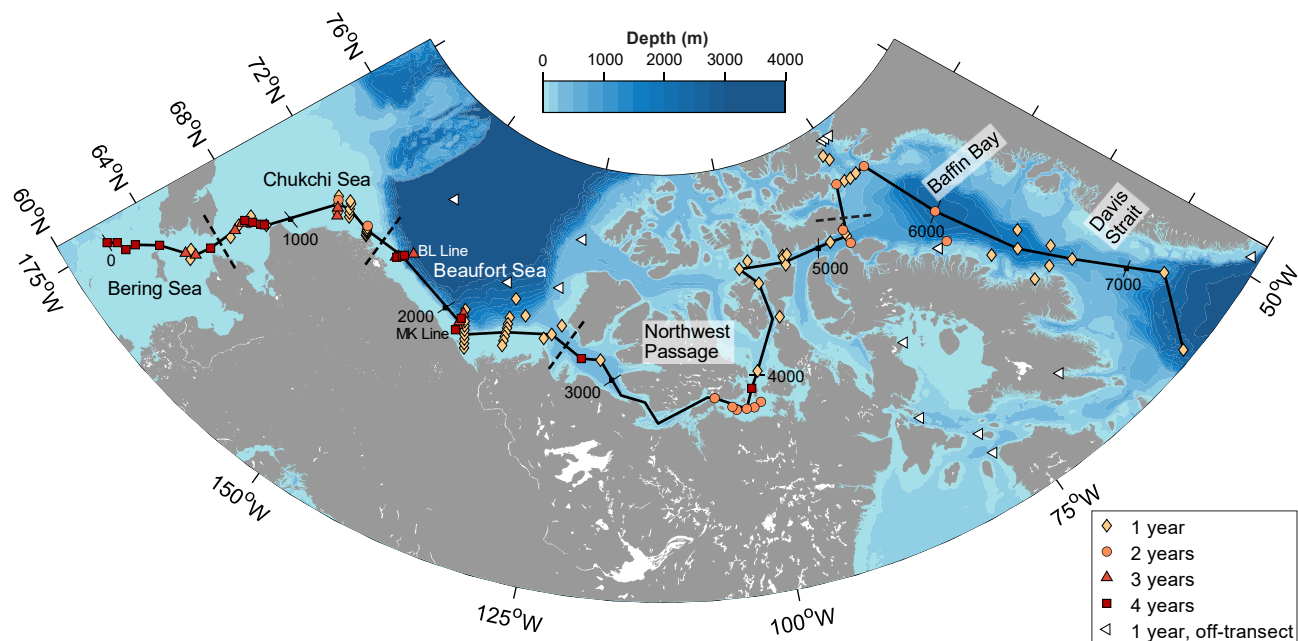 Depth (m)
0 1000 2000 3000 4000
76°N
72°N
68°N
64°N
60°N
175°W
150°W
125°W
100°W
75°W
50°W
Chukchi Sea
Bering Sea
BL Line
Beaufort Sea
MK Line
Northwest
Passage
Baffin Bay
Davis
Strait
0
1000
2000
3000
4000
5000
6000
7000
1 year
2 years
3 years
4 years
1 year, off-transect